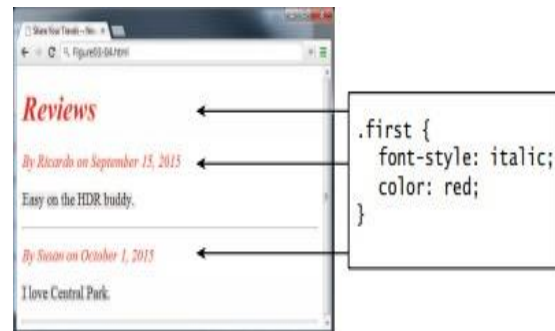 Share Your Travels -- Ne
Figure03-04.html
Reviews
By Ricardo on September 15, 2015
Easy on the HDR buddy.
By Susan on October 1, 2015
I love Central Park.
.first {
font-style: italic;
color: red;
}